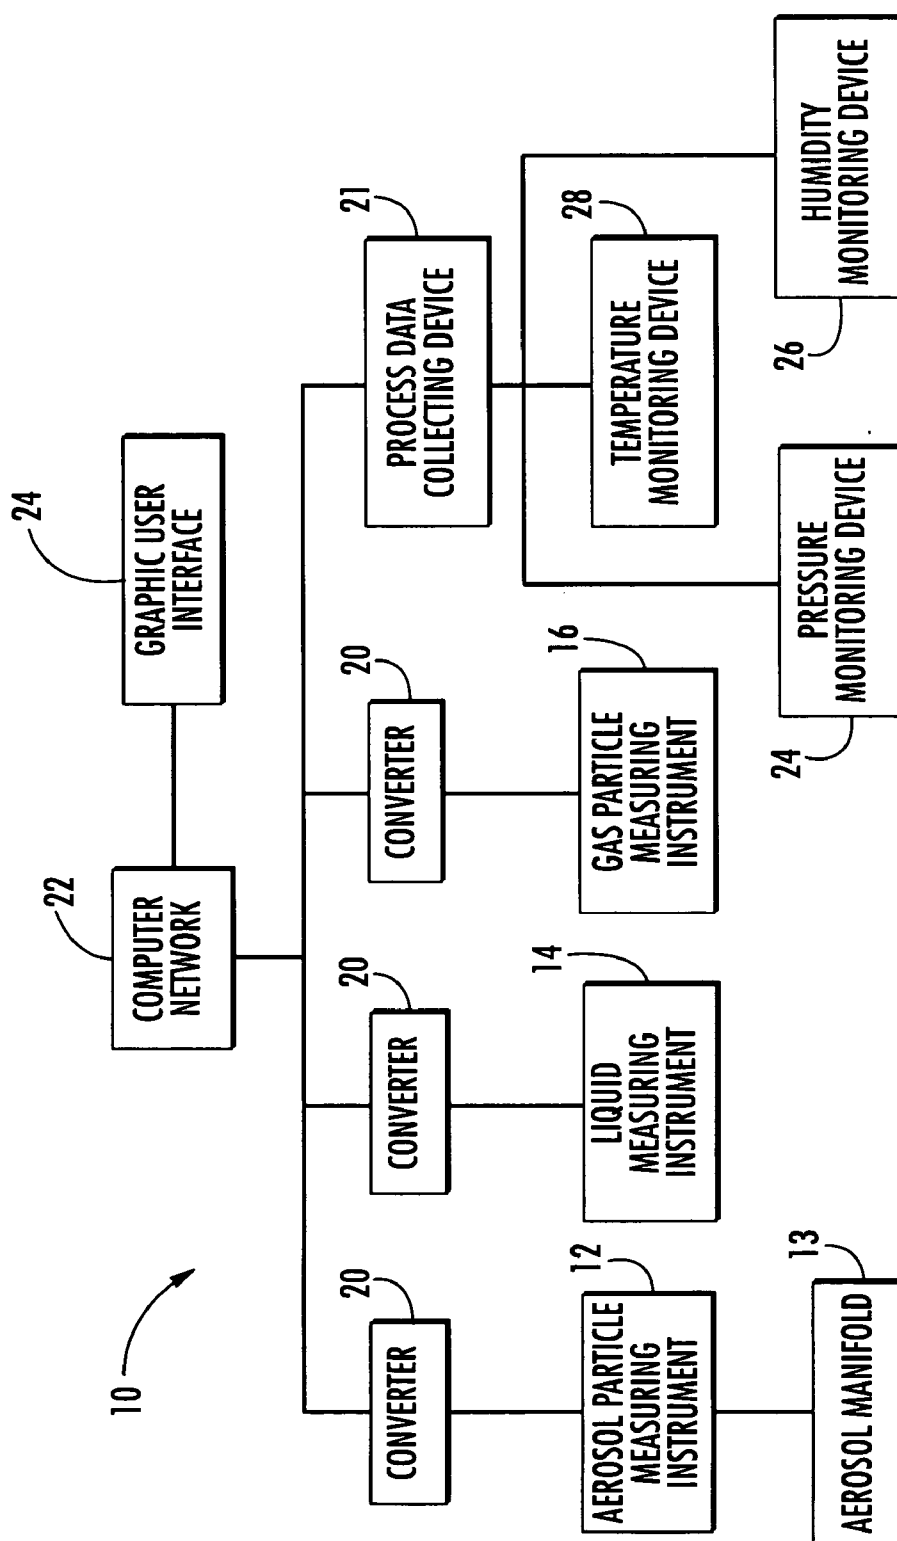 10
22
COMPUTER
NETWORK
24
GRAPHIC USER
INTERFACE
20
CONVERTER
20
CONVERTER
20
CONVERTER
21
PROCESS DATA
COLLECTING DEVICE
12
AEROSOL PARTICLE
MEASURING
INSTRUMENT
14
LIQUID
MEASURING
INSTRUMENT
16
GAS PARTICLE
MEASURING
INSTRUMENT
28
TEMPERATURE
MONITORING DEVICE
13
AEROSOL MANIFOLD
24
PRESSURE
MONITORING DEVICE
26
HUMIDITY
MONITORING DEVICE